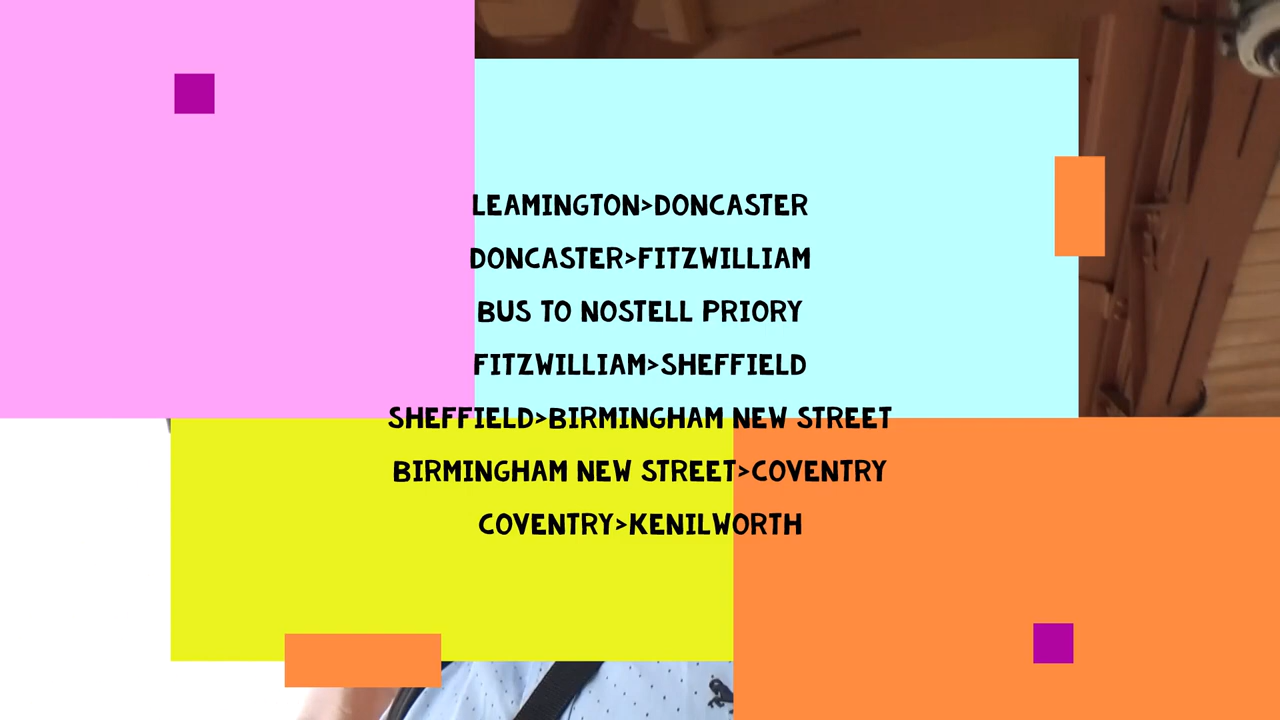 LEAMINGTON>DONCASTER
DONCASTER>FITZWILLIAM
BUS TO NOSTELL PRIORY
FITZWILLIAM>SHEFFIELD
SHEFFIELD>BIRMINGHAM NEW STREET
BIRMINGHAM NEW STREET>COVENTRY
COVENTRY>KENILWORTH